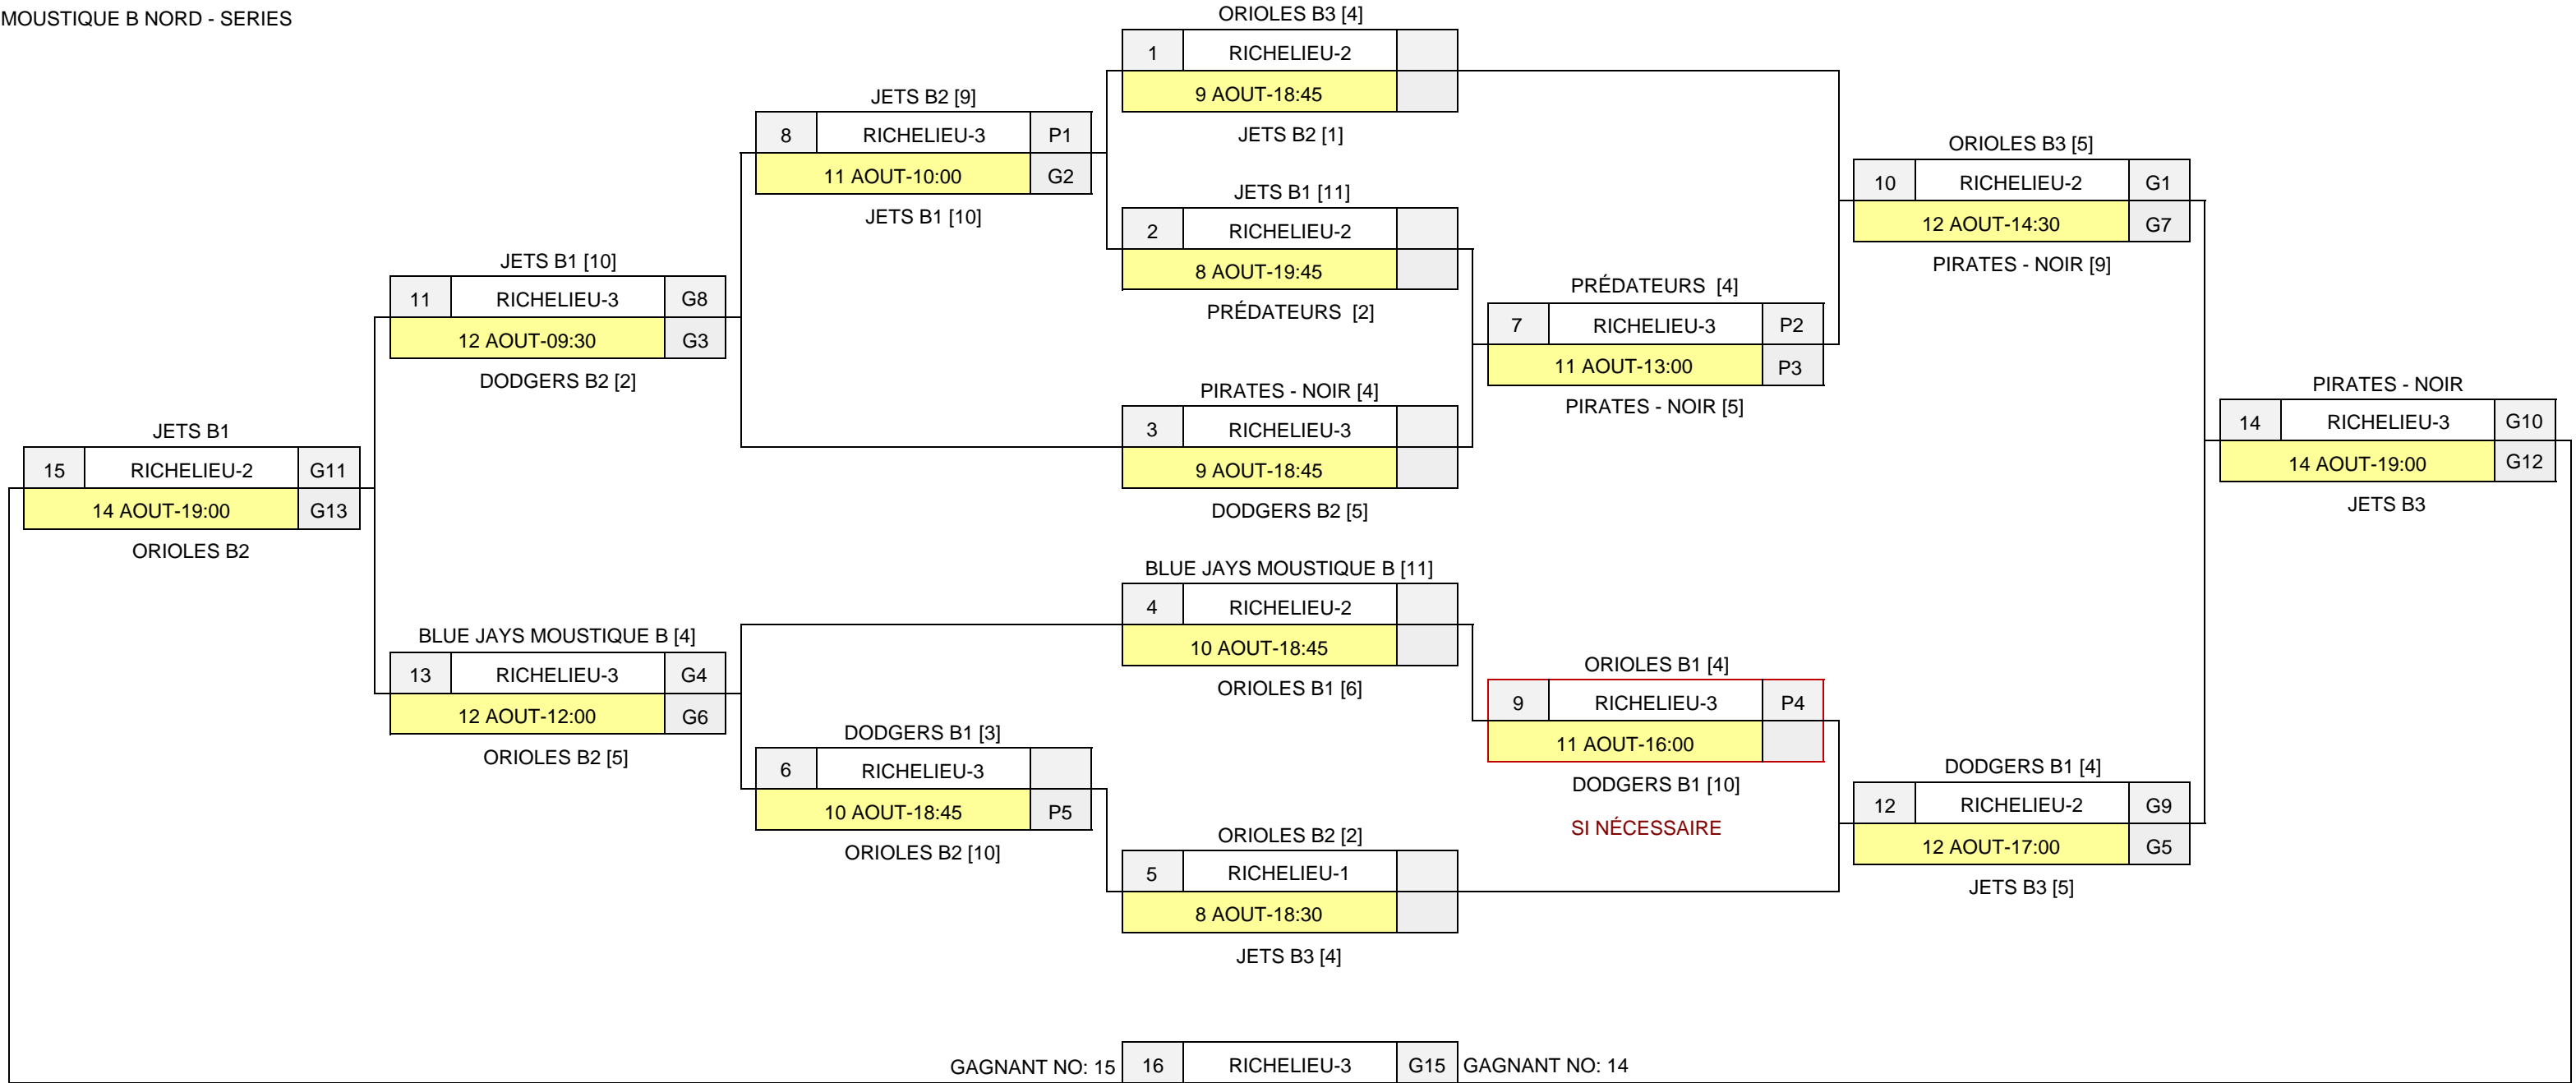 MOUSTIQUE B NORD - SERIES
ORIOLES B3 [4]
1 RICHELIEU-2
9 AOUT-18:45
JETS B2 [1]
JETS B2 [9]
8 RICHELIEU-3 P1
11 AOUT-10:00 G2
JETS B1 [10]
ORIOLES B3 [5]
10 RICHELIEU-2 G1
12 AOUT-14:30 G7
PIRATES - NOIR [9]
JETS B1 [11]
2 RICHELIEU-2
8 AOUT-19:45
PRÉDATEURS [2]
JETS B1 [10]
11 RICHELIEU-3 G8
12 AOUT-09:30 G3
DODGERS B2 [2]
PRÉDATEURS [4]
7 RICHELIEU-3 P2
11 AOUT-13:00 P3
PIRATES - NOIR [5]
PIRATES - NOIR [4]
3 RICHELIEU-3
9 AOUT-18:45
DODGERS B2 [5]
PIRATES - NOIR
14 RICHELIEU-3 G10
14 AOUT-19:00 G12
JETS B3
JETS B1
15 RICHELIEU-2 G11
14 AOUT-19:00 G13
ORIOLES B2
BLUE JAYS MOUSTIQUE B [11]
4 RICHELIEU-2
10 AOUT-18:45
ORIOLES B1 [6]
BLUE JAYS MOUSTIQUE B [4]
13 RICHELIEU-3 G4
12 AOUT-12:00 G6
ORIOLES B2 [5]
ORIOLES B1 [4]
9 RICHELIEU-3 P4
11 AOUT-16:00
DODGERS B1 [10]
SI NÉCESSAIRE
DODGERS B1 [3]
6 RICHELIEU-3
10 AOUT-18:45 P5
ORIOLES B2 [10]
DODGERS B1 [4]
12 RICHELIEU-2 G9
12 AOUT-17:00 G5
JETS B3 [5]
ORIOLES B2 [2]
5 RICHELIEU-1
8 AOUT-18:30
JETS B3 [4]
GAGNANT NO: 15 16 RICHELIEU-3 G15 GAGNANT NO: 14